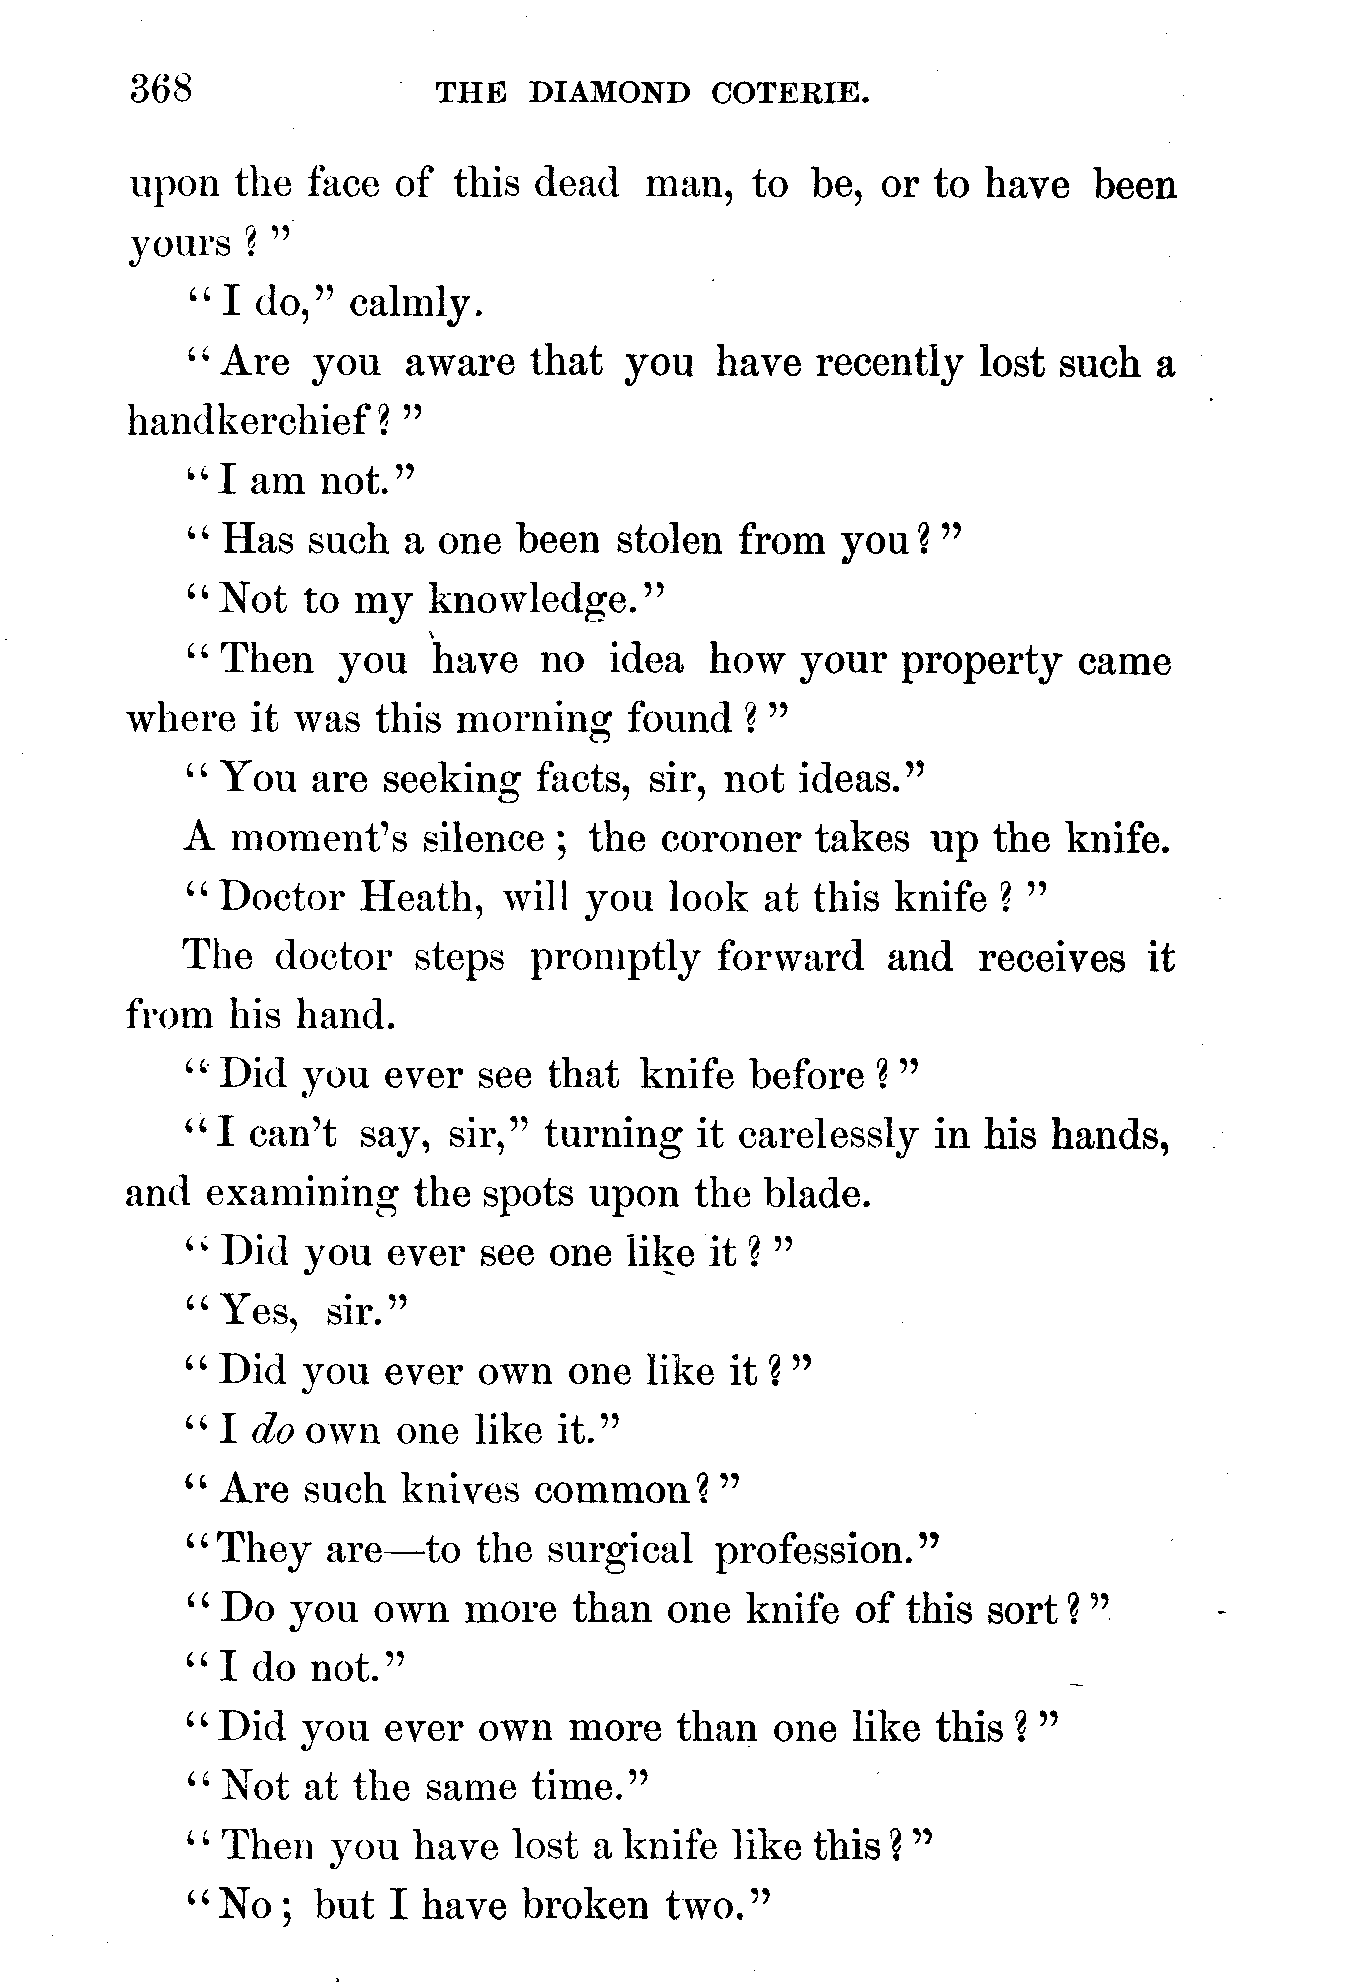 368 THE DIAMOND COTERIE.
upon the face of this dead man, to be, or to have been
yours ? "
" I do," calmly.
" Are you aware that you have recently lost such a
handkerchief ? "
" I am not."
" Has such a one been stolen from you ? "
" Not to my knowledge."
" Then you have no idea how your property came
where it was this morning found ? "
" You are seeking facts, sir, not ideas."
A moment's silence ; the coroner takes up the knife.
" Doctor Heath, will you look at this knife ? "
The doctor steps promptly forward and receives it
from his hand.
" Did you ever see that knife before ? "
" I can't say, sir," turning it carelessly in his hands,
and examining the spots upon the blade.
" Did you ever see one like it ? "
" Yes, sir."
" Did you ever own one like it ? "
" I do own one like it."
" Are such knives common? "
" They are—to the surgical profession."
" Do you own more than one knife of this sort ? "
" I do not."
" Did you ever own more than one like this ? "
" Not at the same time."
" Then you have lost a knife like this ? "
" No ; but I have broken two."